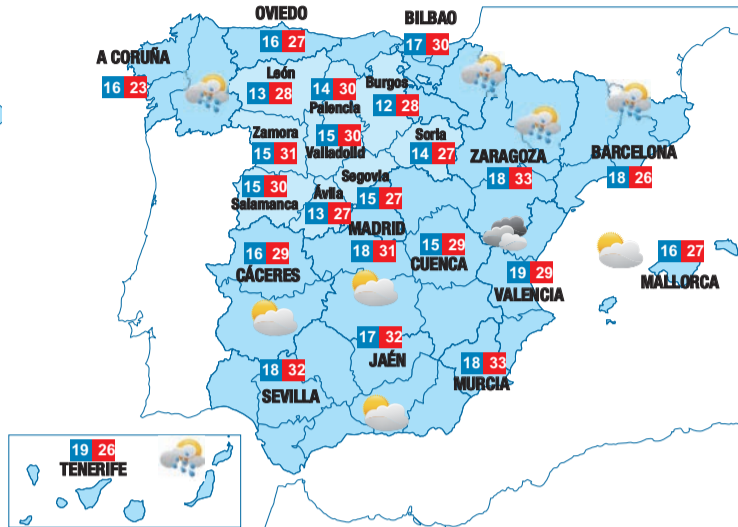 OVIEDO
16 27
BILBAO
17 30
A CORUÑA
16 23
León
13 28
14 30
Palencia
Burgos
12 28
Zamora
15 31
15 30
Valladolid
Soria
14 27
ZARAGOZA
18 33
BARCELONA
18 26
15 30
Salamanca
Ávila
13 27
Segovia
15 27
MADRID
18 31
15 29
CUENCA
16 29
CÁCERES
19 29
VALENCIA
16 27
MALLORCA
17 32
JAÉN
18 32
SEVILLA
18 33
MURCIA
19 26
TENERIFE